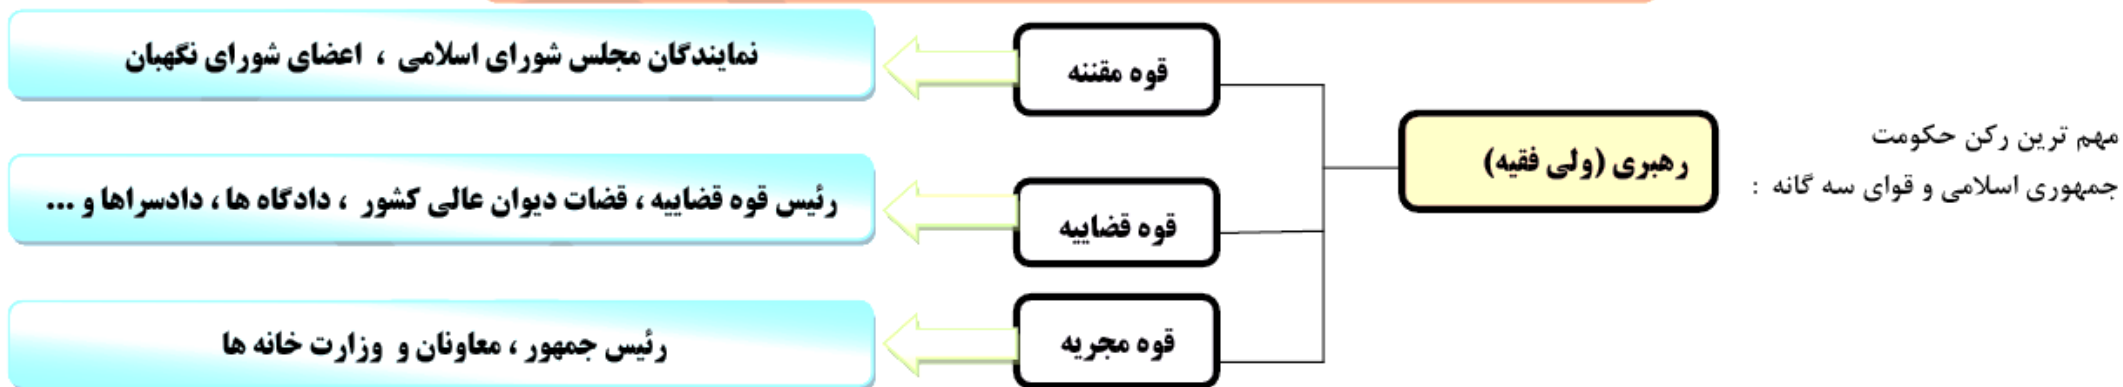 مهم ترین رکن حکومت
جمهوری اسلامی و قوای سه گانه :
رهبری (ولی فقیه)
قوه مقننه
نمایندگان مجلس شورای اسلامی ، اعضای شورای نگهبان
قوه قضاییه
رئیس قوه قضاییه ، قضات دیوان عالی کشور ، دادگاه ها ، دادسراها و ...
قوه مجریه
رئیس جمهور ، معاونان و وزارت خانه ها